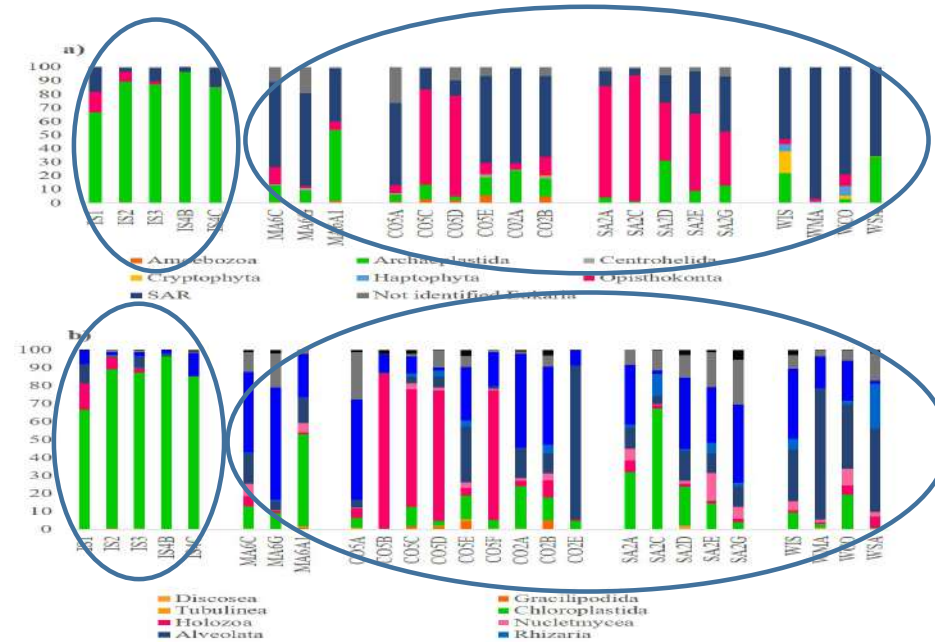 a)
100
90
80
70
60
50
40
30
20
10
0
IS1 IS2 IS3 IS4B IS4C MA6C MA6G MA6A1 CO5A CO5C CO5D CO5E CO2A CO2B SA2A SA2C SA2D SA2E SA2G WIS WMA WCO WSA
Amoebozoa Archaeplastida Centrohelida
Cryptophyta Haptophyta Opisthokonta
SAR Not identified Eukaria
b)
100
90
80
70
60
50
40
30
20
10
0
IS1 IS2 IS3 IS4B IS4C MA6C MA6G MA6A1 CO5A CO5B CO5C CO5D CO5E CO5F CO2A CO2B CO2E SA2A SA2C SA2D SA2E SA2G WIS WMA WCO WSA
Discosea Gracilipodida
Tubulinea Chloroplastida
Holozoa Nucletmycea
Alveolata Rhizaria